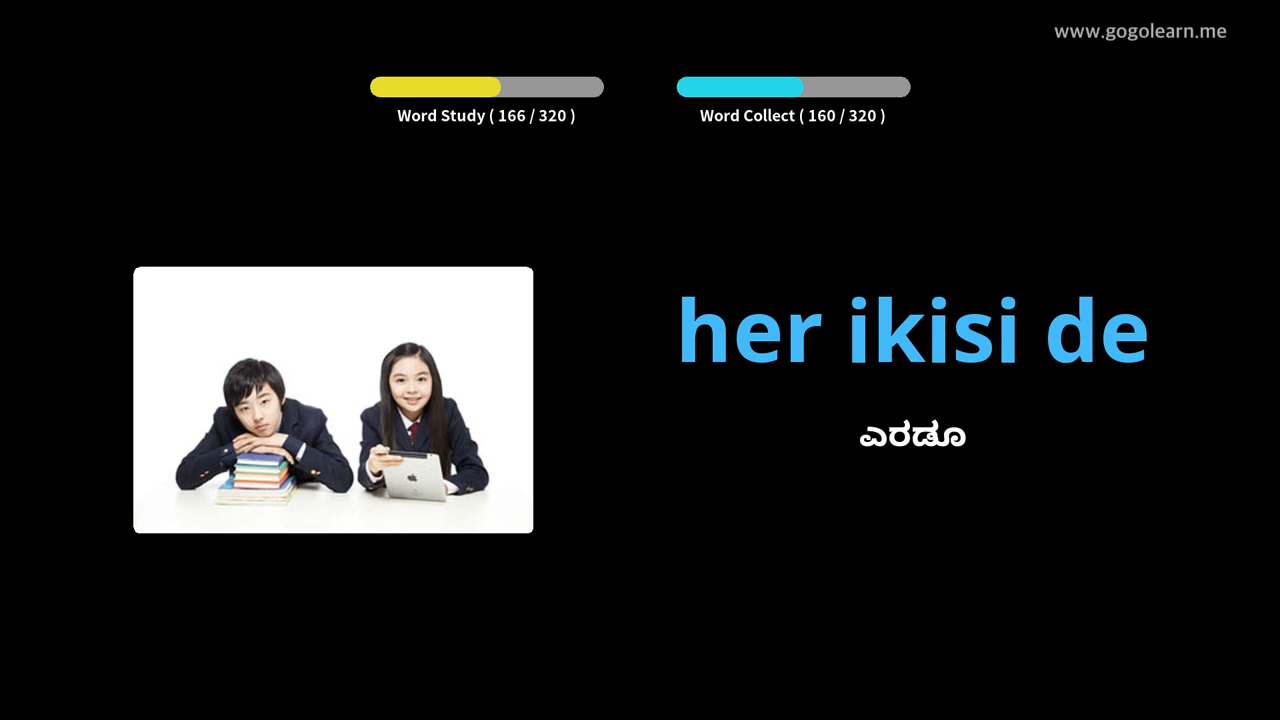 www.gogolearn.me
Word Study ( 166 / 320 )
Word Collect ( 160 / 320 )
her ikisi de
ಎರಡೂ